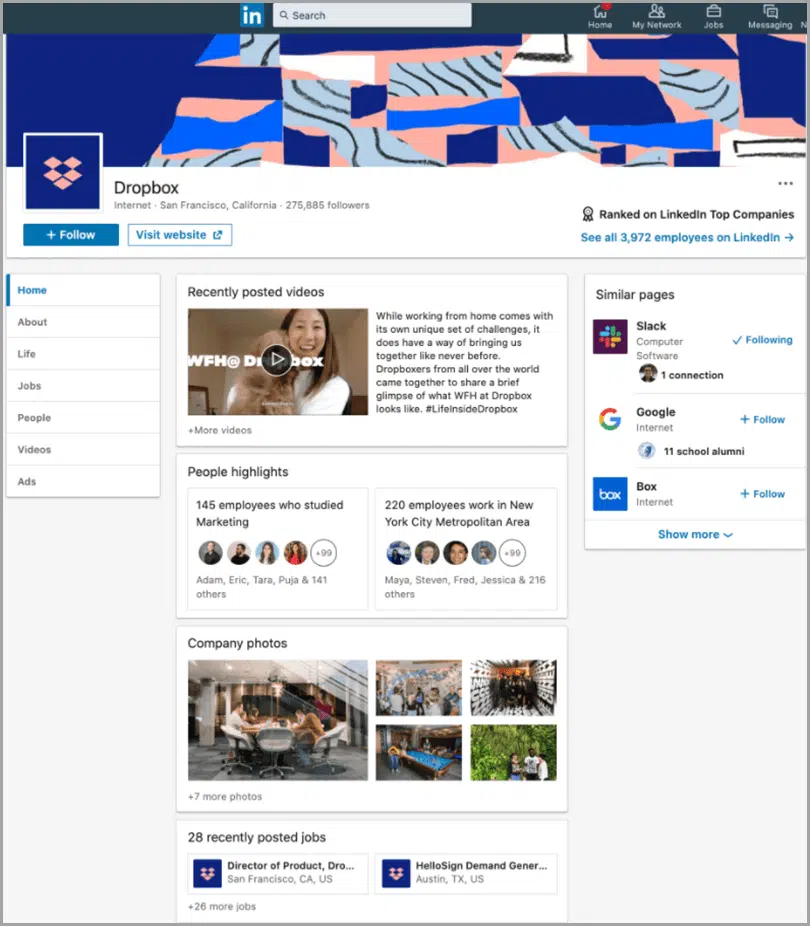 in
Search
Home
My Network
Jobs
Messaging
N
Dropbox
Internet · San Francisco, California · 275,885 followers
+ Follow
Visit website
Ranked on LinkedIn Top Companies
See all 3,972 employees on LinkedIn →
Home
About
Life
Jobs
People
Videos
Ads
Recently posted videos
WFH@ Dropbox
While working from home comes with
its own unique set of challenges, it
does have a way of bringing us
together like never before.
Dropboxers from all over the world
came together to share a brief
glimpse of what WFH at Dropbox
looks like. #LifeInsideDropbox
+More videos
People highlights
145 employees who studied
Marketing
+99
Adam, Eric, Tara, Puja & 141
others
220 employees work in New
York City Metropolitan Area
+99
Maya, Steven, Fred, Jessica & 216
others
Company photos
+7 more photos
28 recently posted jobs
Director of Product, Dro...
San Francisco, CA, US
HelloSign Demand Gener...
Austin, TX, US
+26 more jobs
Similar pages
Slack
Computer
Software
Following
1 connection
Google
Internet
+ Follow
11 school alumni
box
Box
Internet
+ Follow
Show more